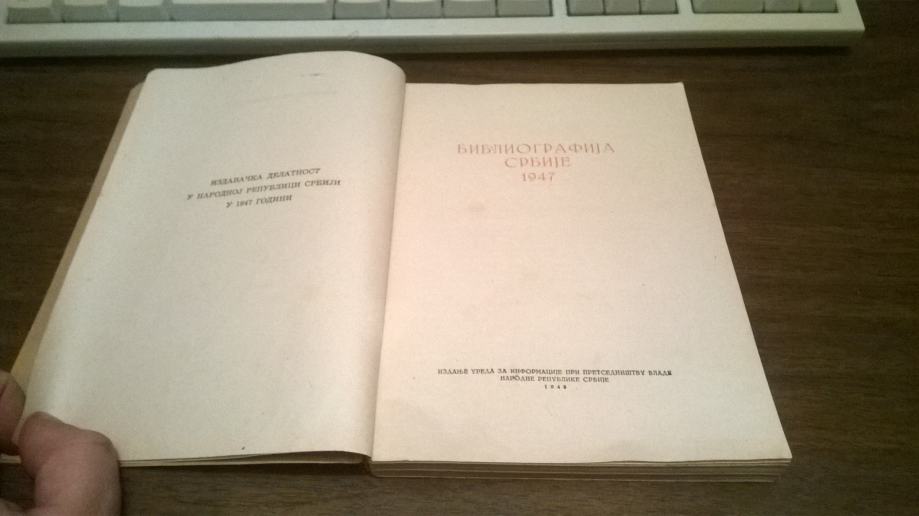 ИЗДАВАЧКА ДЕЛАТНОСТ
У НАРОДНОЈ РЕПУБЛИЦИ СРБИЈИ
У 1947 ГОДИНИ
БИБЛИОГРАФИЈА
СРБИЈЕ
1947
ИЗДАЊЕ УРЕДА ЗА ИНФОРМАЦИЈЕ ПРИ ПРЕТСЕДНИШТВУ ВЛАДЕ
НАРОДНЕ РЕПУБЛИКЕ СРБИЈЕ
1948